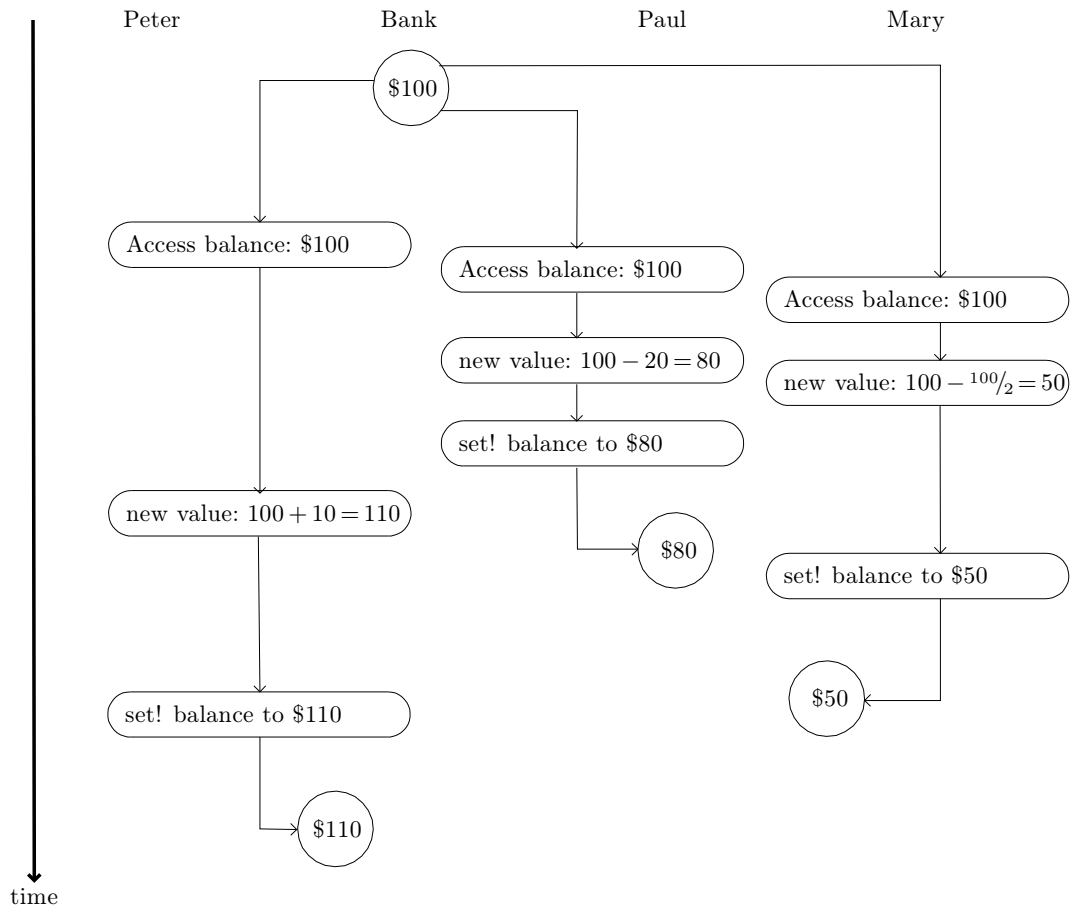 Peter Bank Paul Mary
$100
Access balance: $100
Access balance: $100
Access balance: $100
new value: 100 − 20 = 80
new value: 100 − 100/2 = 50
set! balance to $80
new value: 100 + 10 = 110
$80
set! balance to $50
$50
set! balance to $110
$110
time